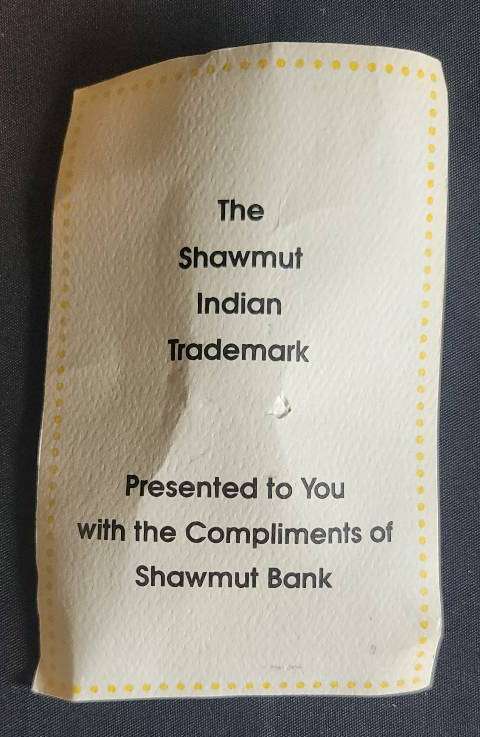 The
Shawmut
Indian
Trademark
Presented to You
with the Compliments of
Shawmut Bank